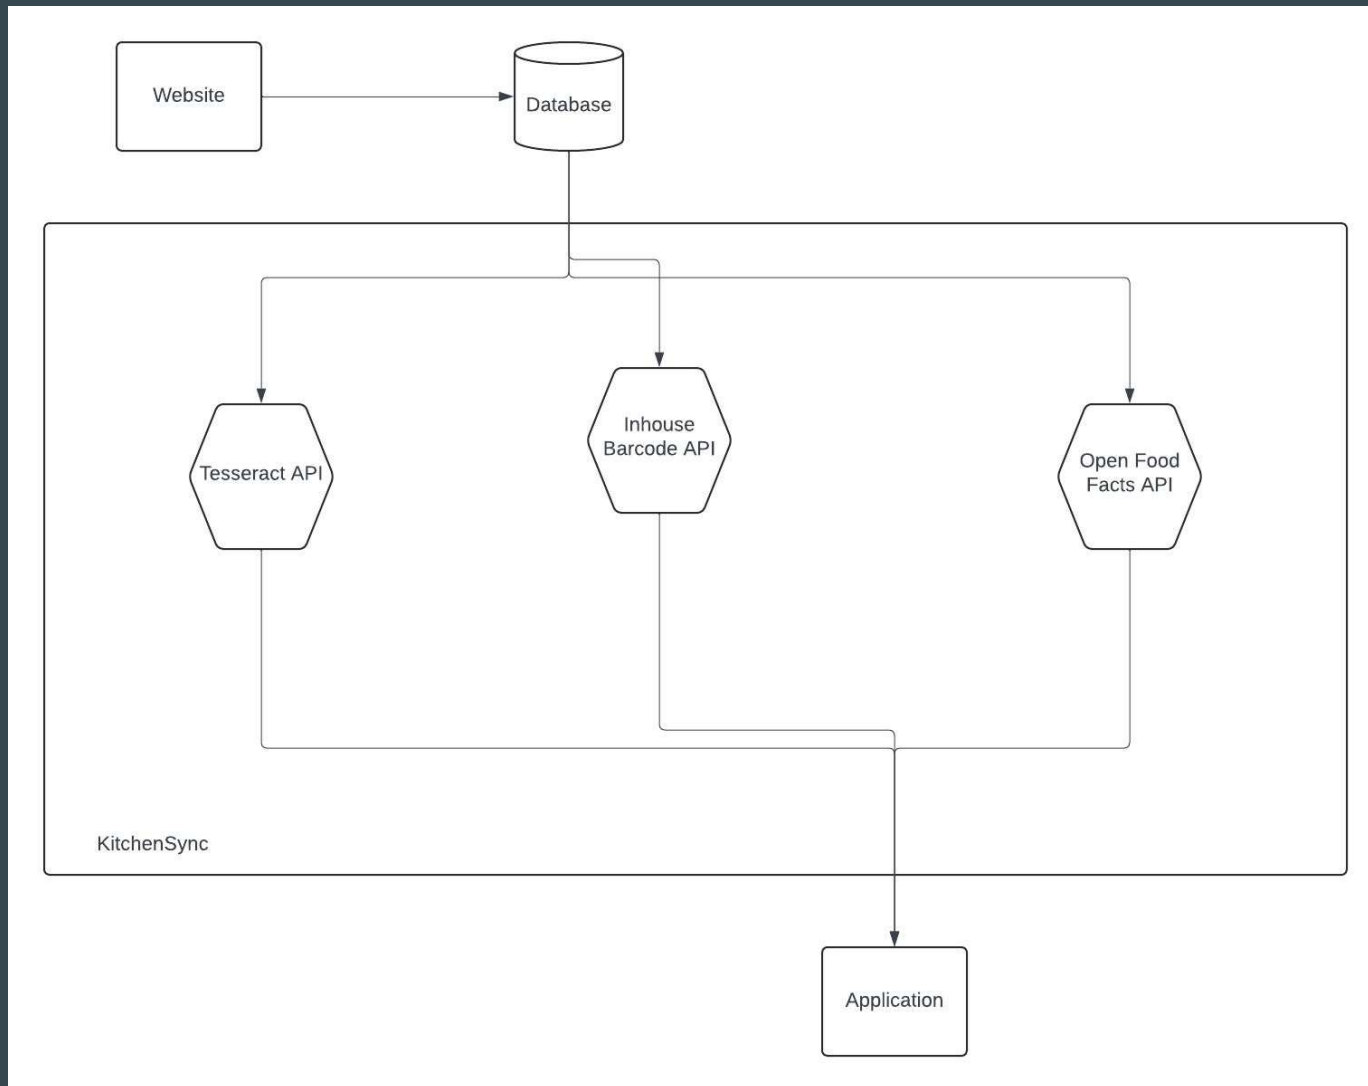 Website
Database
Inhouse
Barcode API
Tesseract API
Open Food
Facts API
KitchenSync
Application